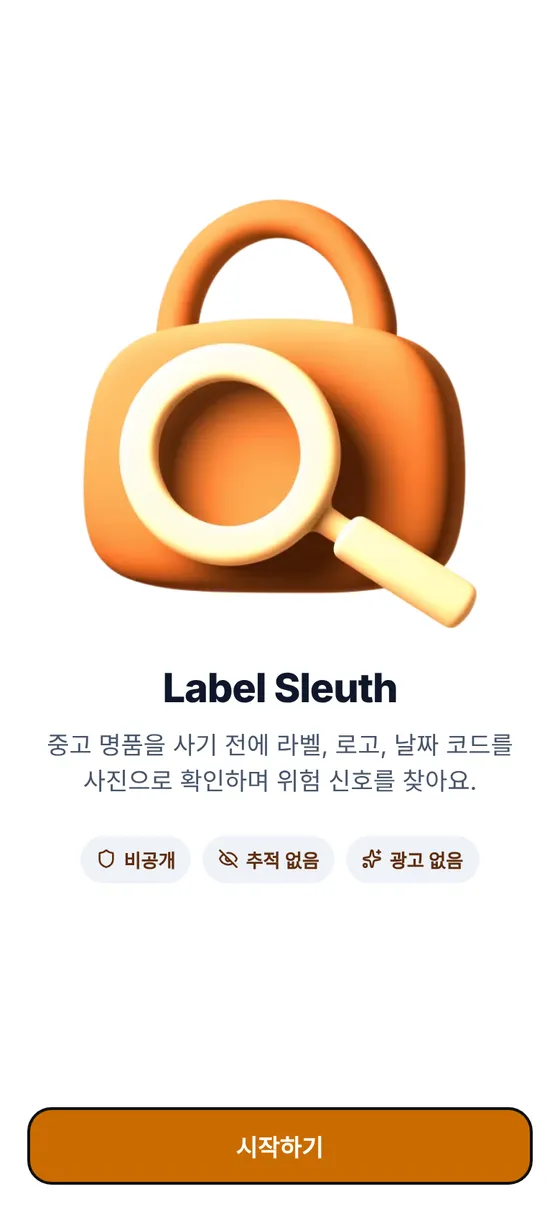 Label Sleuth
중고 명품을 사기 전에 라벨, 로고, 날짜 코드를
사진으로 확인하며 위험 신호를 찾아요.
비공개 추적 없음 광고 없음
시작하기